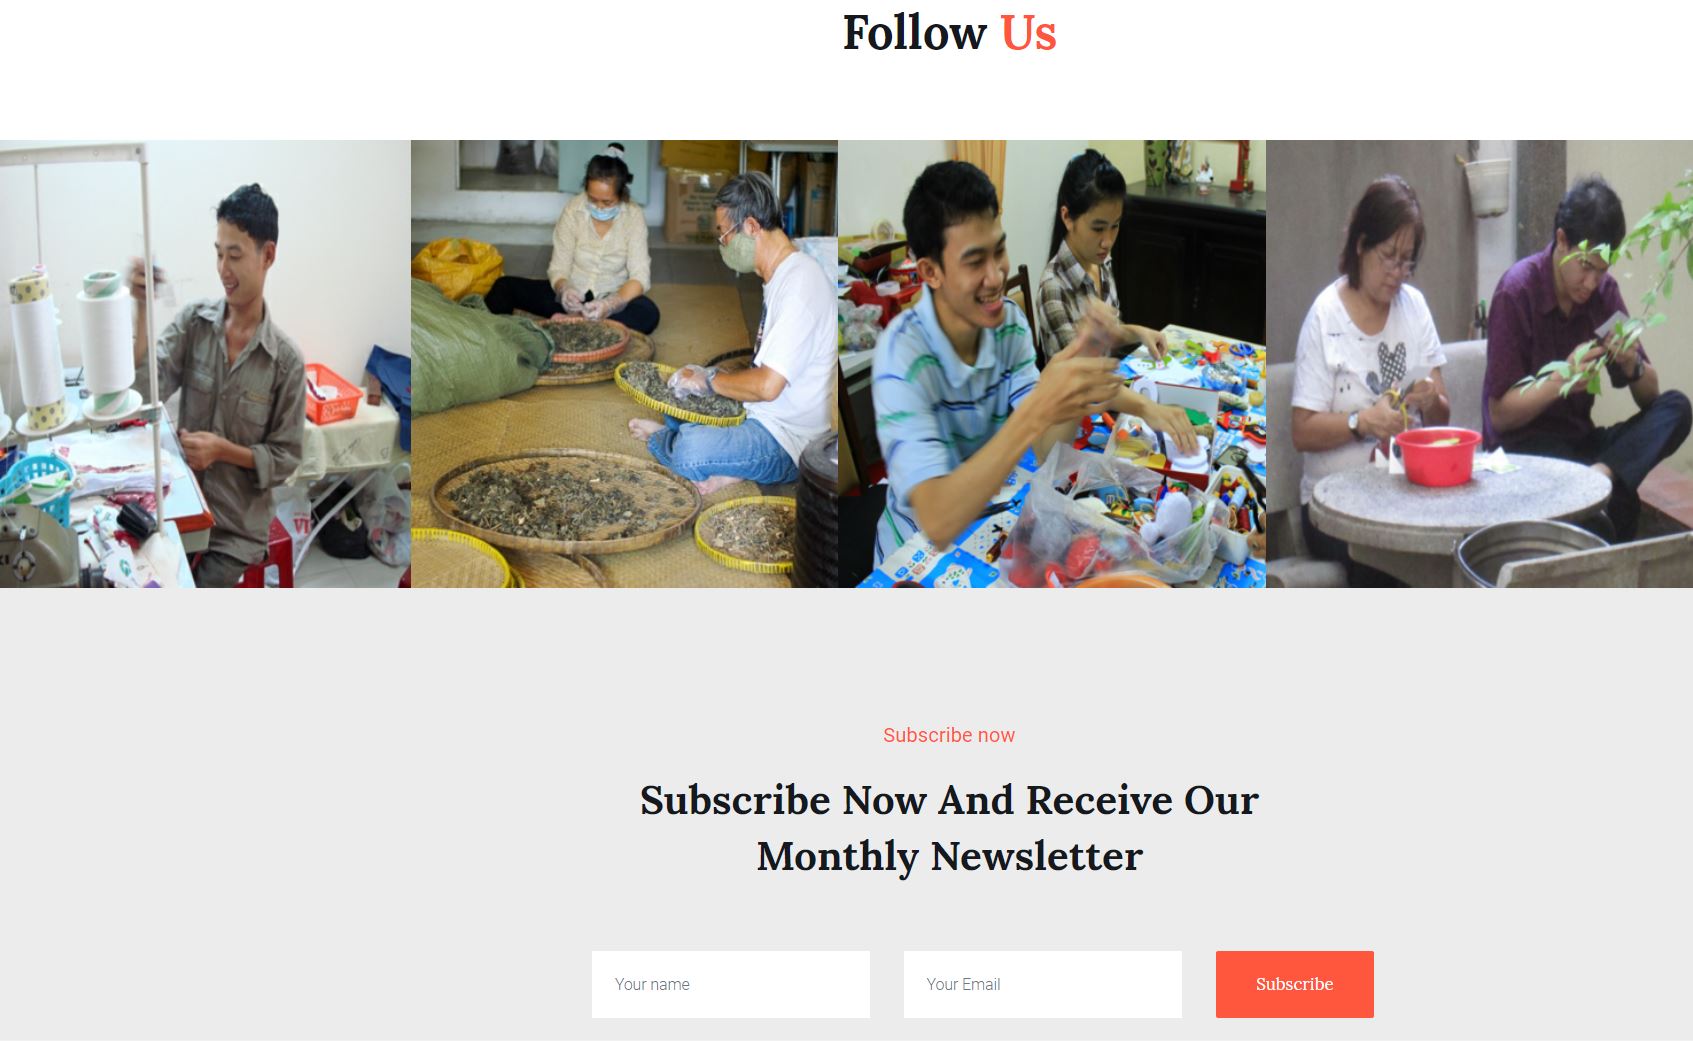 Follow Us
Subscribe now
Subscribe Now And Receive Our
Monthly Newsletter
Your name
Your Email
Subscribe